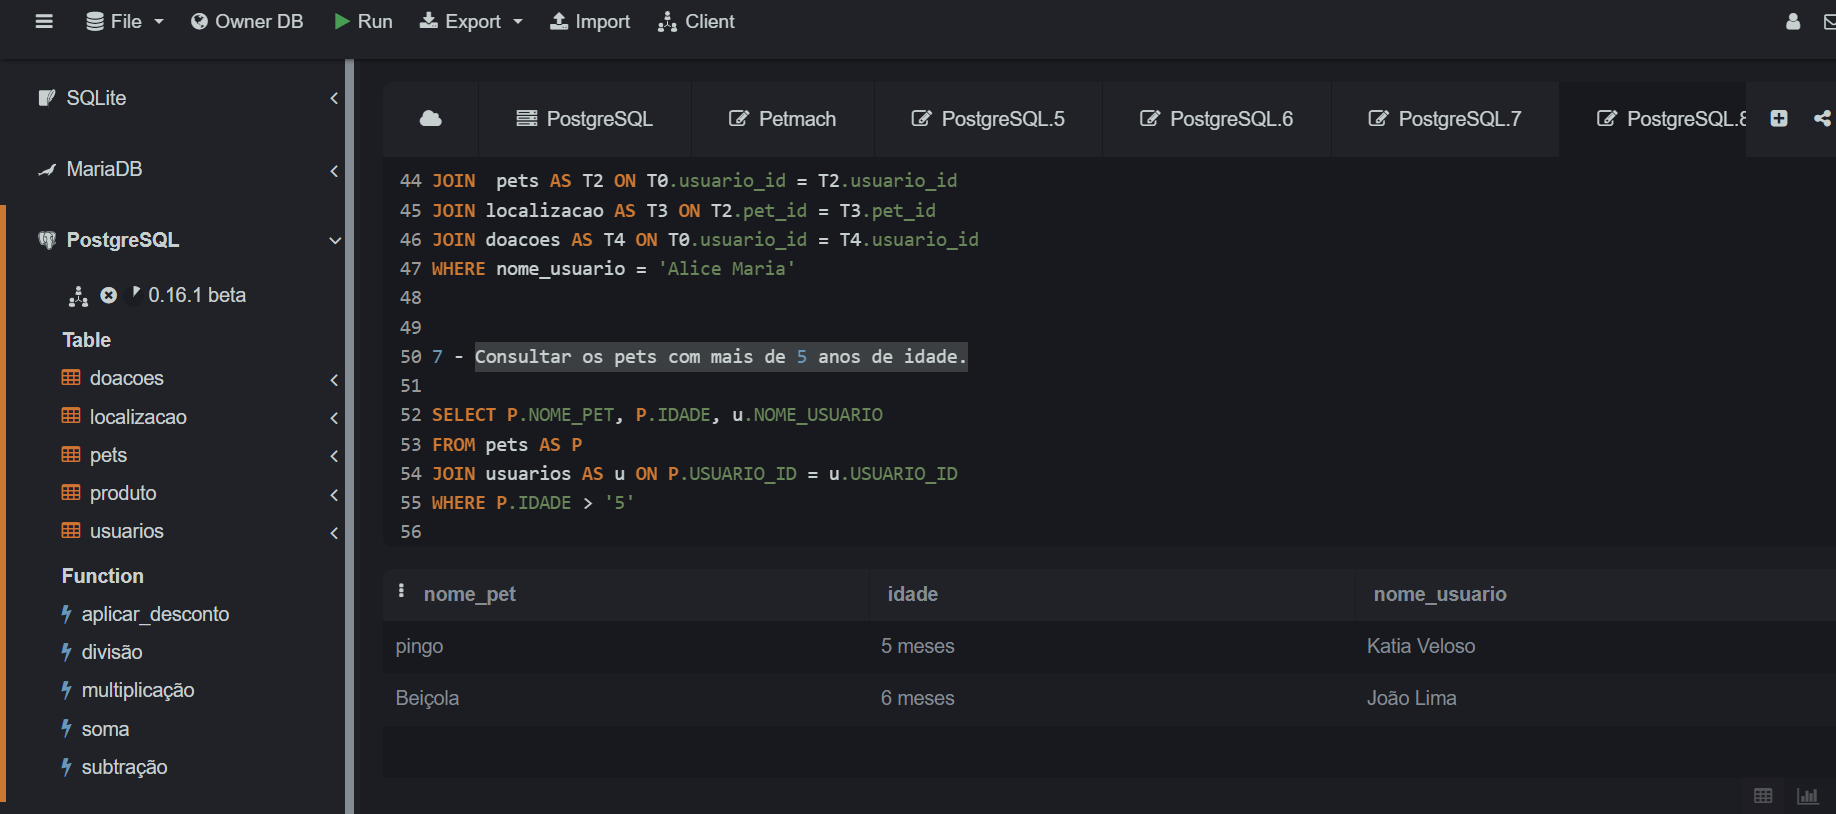 File Owner DB Run Export Import Client
SQLite
MariaDB
PostgreSQL
0.16.1 beta
Table
doacoes
localizacao
pets
produto
usuarios
Function
aplicar_desconto
divisão
multiplicação
soma
subtração
PostgreSQL Petmach PostgreSQL.5 PostgreSQL.6 PostgreSQL.7 PostgreSQL.8
44 JOIN  pets AS T2 ON T0.usuario_id = T2.usuario_id
45 JOIN localizacao AS T3 ON T2.pet_id = T3.pet_id
46 JOIN doacoes AS T4 ON T0.usuario_id = T4.usuario_id
47 WHERE nome_usuario = 'Alice Maria'
48
49
50 7 - Consultar os pets com mais de 5 anos de idade.
51
52 SELECT P.NOME_PET, P.IDADE, u.NOME_USUARIO
53 FROM pets AS P
54 JOIN usuarios AS u ON P.USUARIO_ID = u.USUARIO_ID
55 WHERE P.IDADE > '5'
56
nome_pet idade nome_usuario
pingo 5 meses Katia Veloso
Beiçola 6 meses João Lima